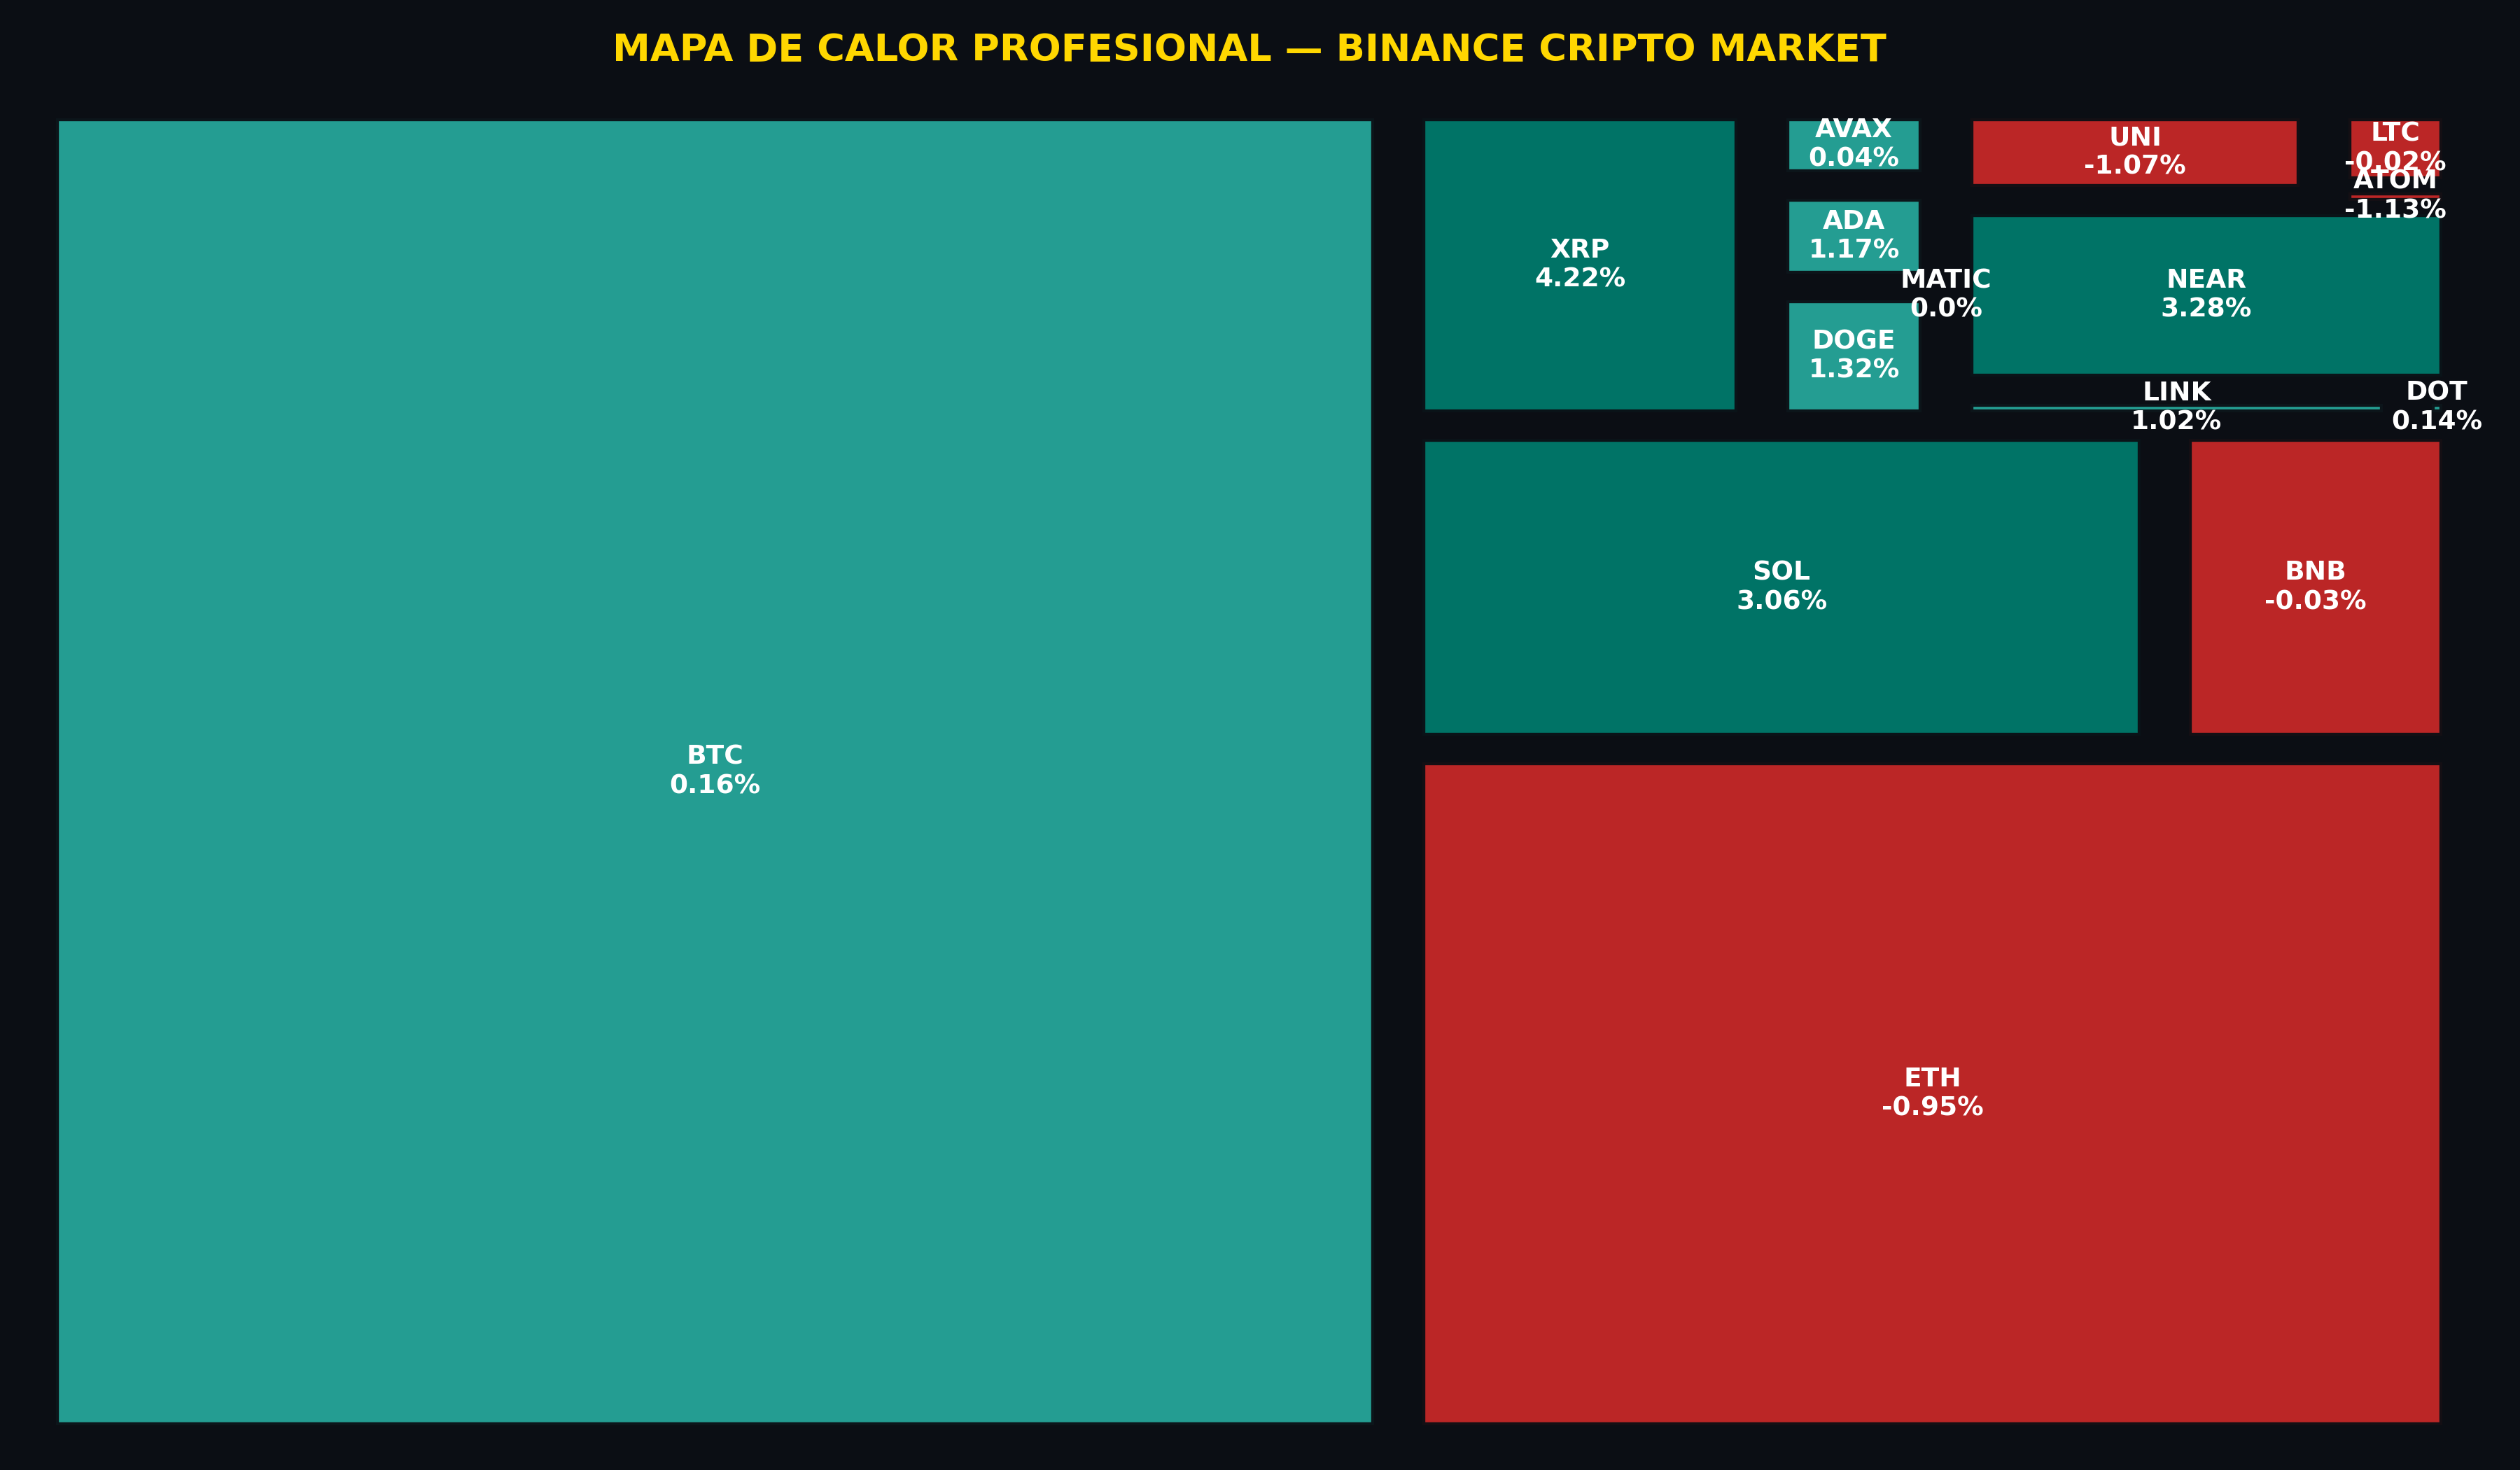 MAPA DE CALOR PROFESIONAL — BINANCE CRIPTO MARKET
BTC
0.16%
XRP
4.22%
AVAX
0.04%
ADA
1.17%
DOGE
1.32%
MATIC
0.0%
UNI
-1.07%
LTC
-0.02%
ATOM
-1.13%
NEAR
3.28%
LINK
1.02%
DOT
0.14%
SOL
3.06%
BNB
-0.03%
ETH
-0.95%